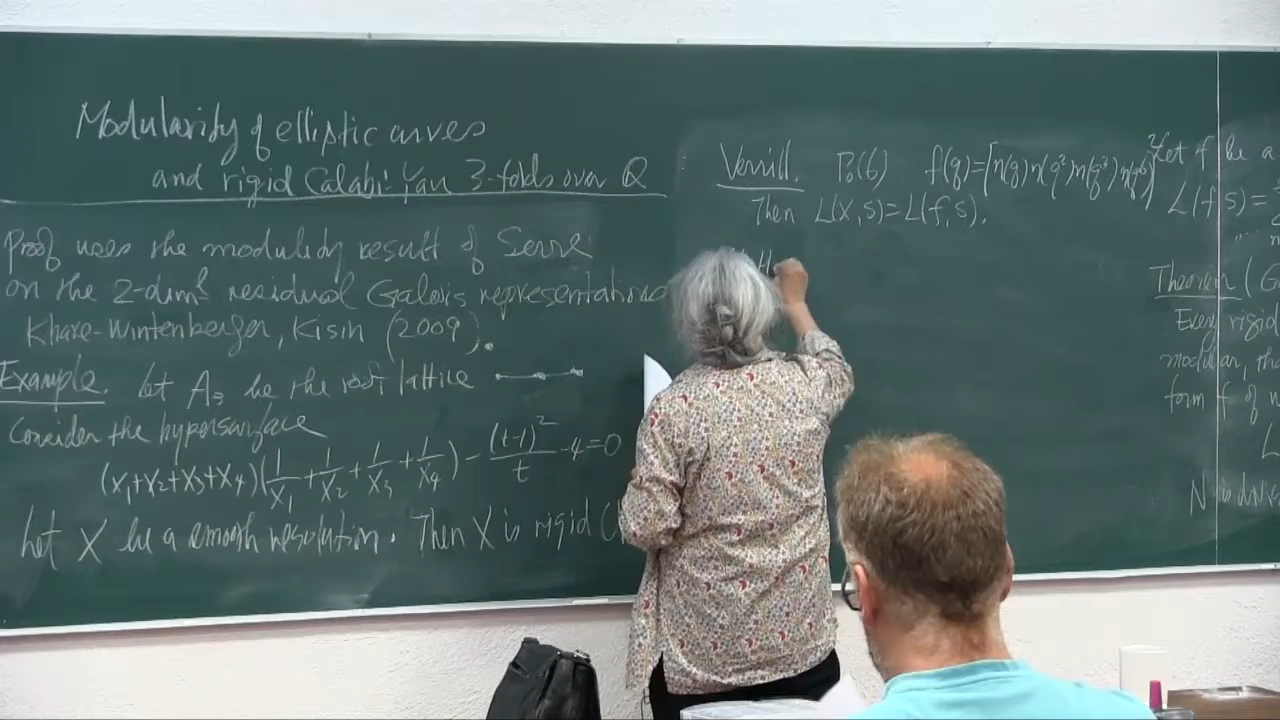 Modularity of elliptic curves
and rigid Calabi-Yau 3-folds over Q
Proof uses the modularity result of Serre
on the 2-diml residual Galois representations
Khare-Wintenberger, Kisin (2009).
Example. Let A3 be the root lattice
Consider the hypersurface
(x1+x2+x3+x4)(1/x1+1/x2+1/x3+1/x4) - (t-1)^2/t - 4 = 0
Let X be a smooth resolution. Then X is rigid
Verrill. Γ0(6) f(q)=[η(q)η(q^2)η(q^3)η(q^6)]^2
Then L(X,s)=L(f,s).
Let f be a
L(f,s)=
Theorem (G
Every rigid
modular, th
form f of w
L
N is divis